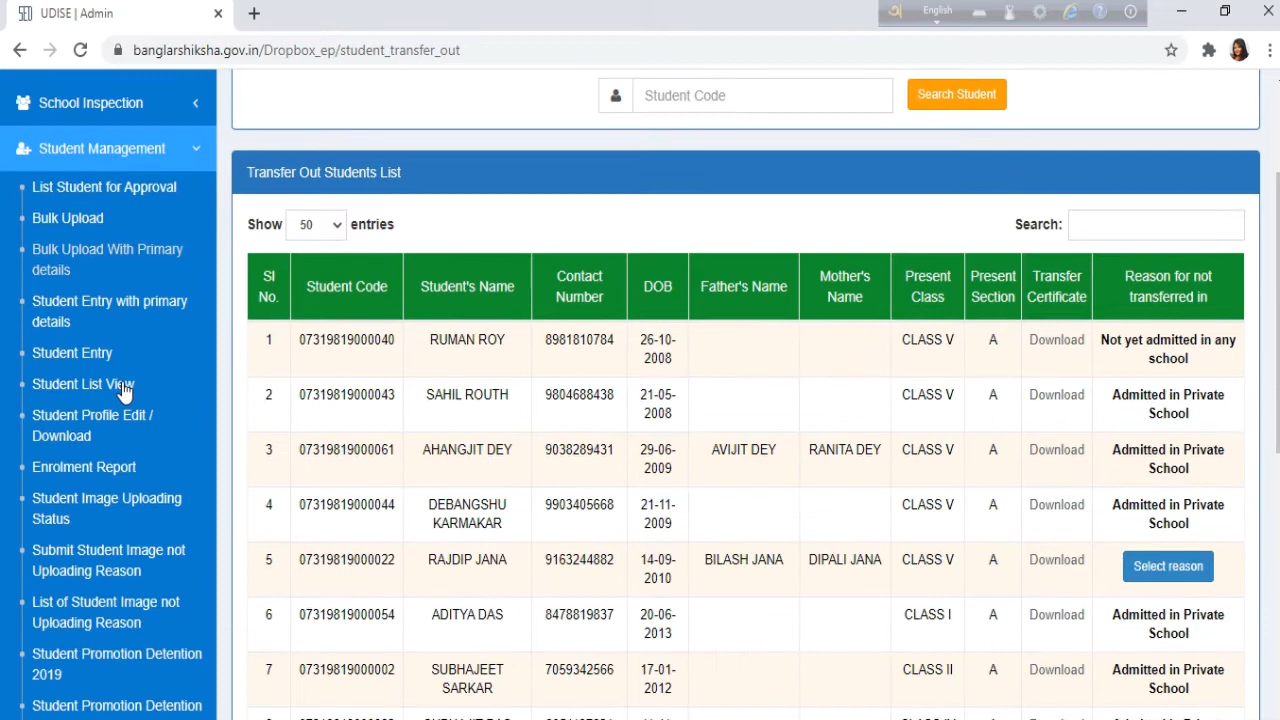 UDISE | Admin
English
banglarshiksha.gov.in/Dropbox_ep/student_transfer_out
School Inspection
Student Management
List Student for Approval
Bulk Upload
Bulk Upload With Primary
details
Student Entry with primary
details
Student Entry
Student List View
Student Profile Edit /
Download
Enrolment Report
Student Image Uploading
Status
Submit Student Image not
Uploading Reason
List of Student Image not
Uploading Reason
Student Promotion Detention
2019
Student Promotion Detention
Student Code
Search Student
Transfer Out Students List
Show 50 entries
Search:
Sl No. Student Code Student's Name Contact Number DOB Father's Name Mother's Name Present Class Present Section Transfer Certificate Reason for not transferred in
1 07319819000040 RUMAN ROY 8981810784 26-10-2008 CLASS V A Download Not yet admitted in any school
2 07319819000043 SAHIL ROUTH 9804688438 21-05-2008 CLASS V A Download Admitted in Private School
3 07319819000061 AHANGJIT DEY 9038289431 29-06-2009 AVIJIT DEY RANITA DEY CLASS V A Download Admitted in Private School
4 07319819000044 DEBANGSHU KARMAKAR 9903405668 21-11-2009 CLASS V A Download Admitted in Private School
5 07319819000022 RAJDIP JANA 9163244882 14-09-2010 BILASH JANA DIPALI JANA CLASS V A Download Select reason
6 07319819000054 ADITYA DAS 8478819837 20-06-2013 CLASS I A Download Admitted in Private School
7 07319819000002 SUBHAJEET SARKAR 7059342566 17-01-2012 CLASS II A Download Admitted in Private School